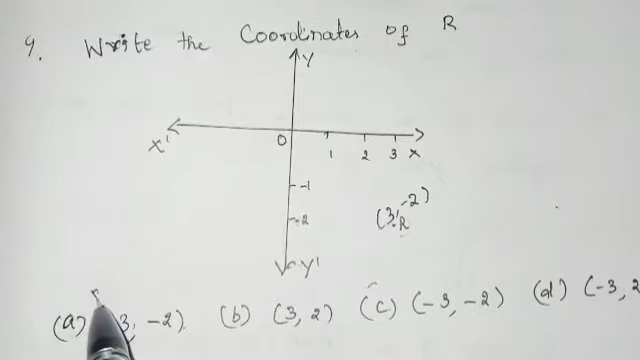 9. Write the Coordinates of R
Y
X' O 1 2 3 X
-1
-2
(3, -2)
R
Y'
(a) 3, -2) (b) (3, 2) (c) (-3, -2) (d) (-3, 2